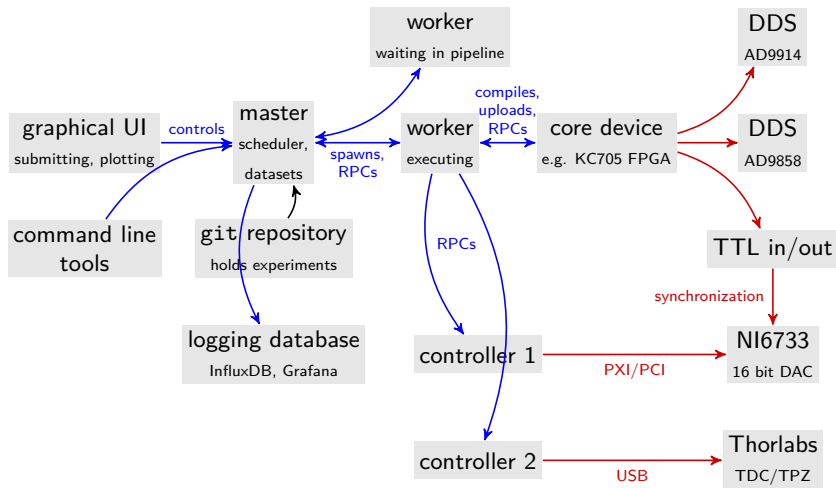 worker
waiting in pipeline
DDS
AD9914
graphical UI
submitting, plotting
controls
master
scheduler,
datasets
spawns,
RPCs
worker
executing
compiles,
uploads,
RPCs
core device
e.g. KC705 FPGA
DDS
AD9858
command line
tools
git repository
holds experiments
RPCs
TTL in/out
synchronization
logging database
InfluxDB, Grafana
controller 1
PXI/PCI
NI6733
16 bit DAC
controller 2
USB
Thorlabs
TDC/TPZ